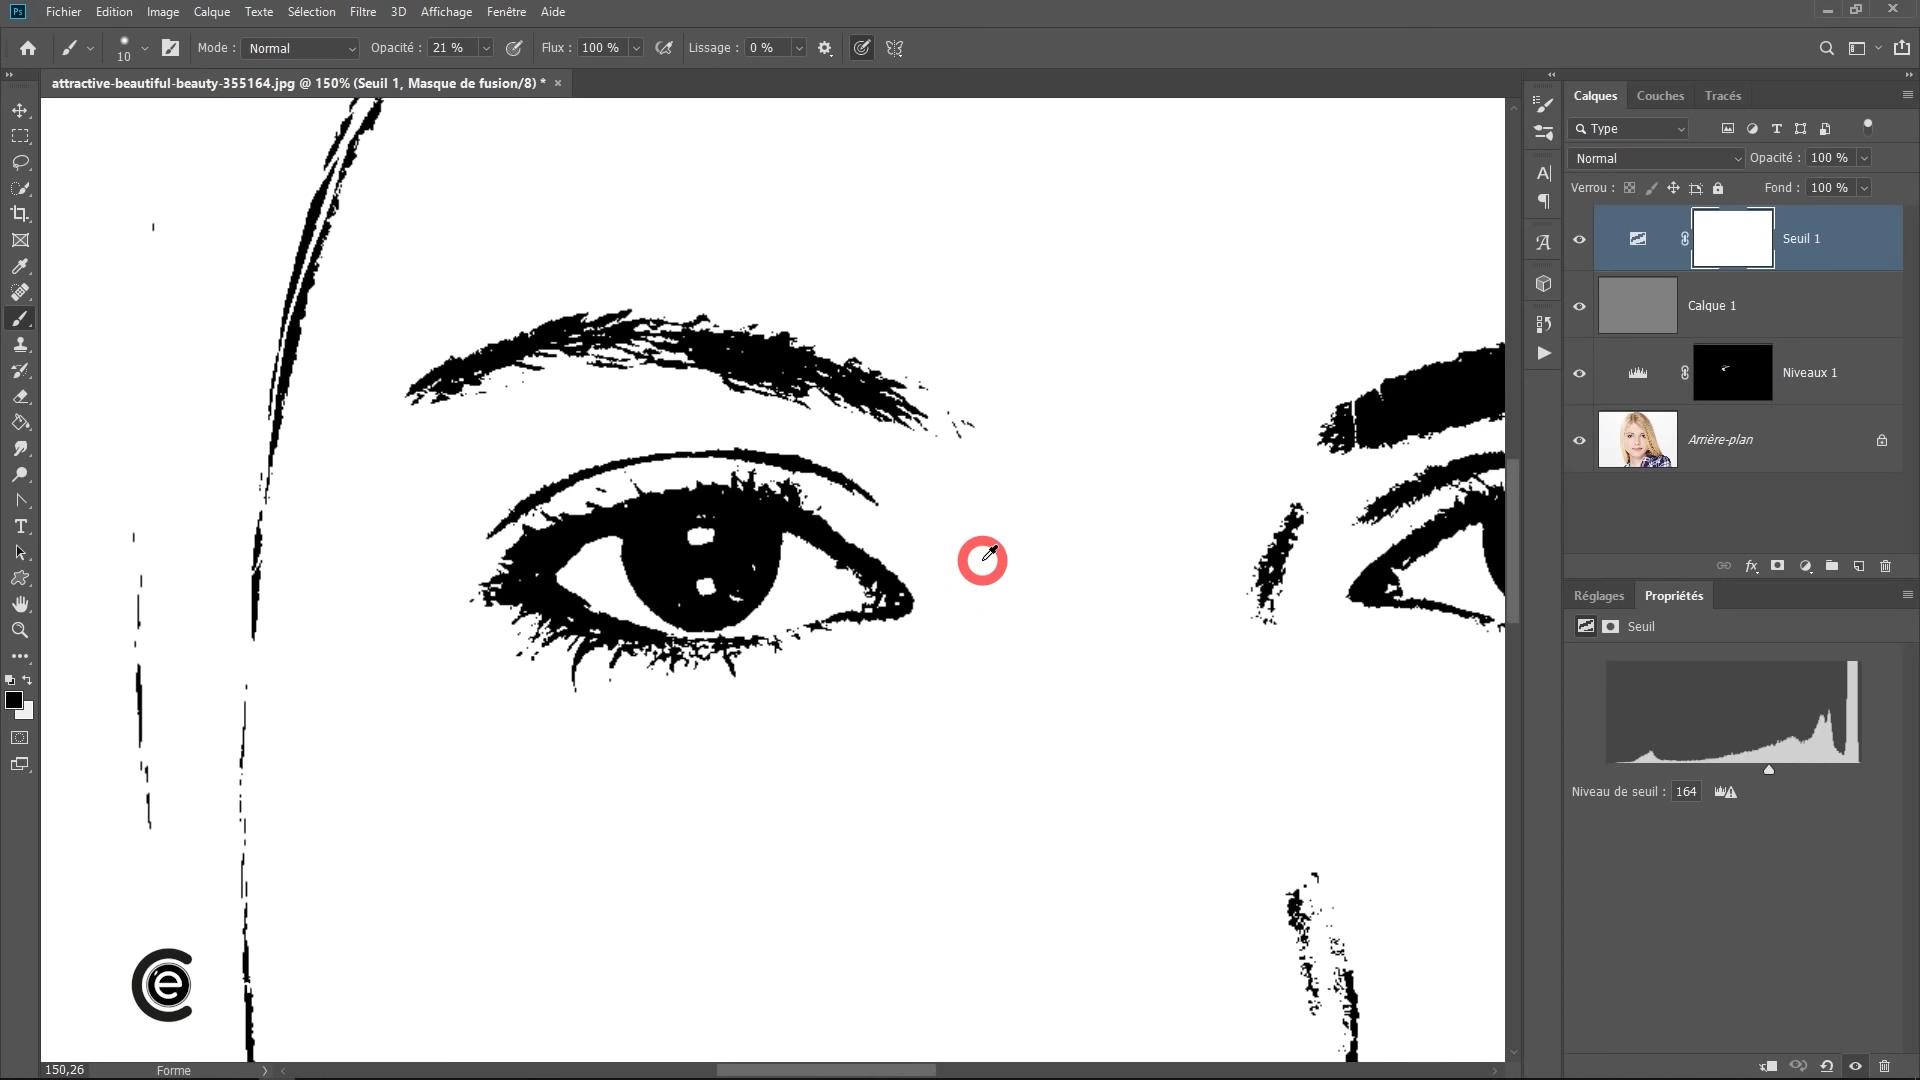 Ps Fichier Edition Image Calque Texte Sélection Filtre 3D Affichage Fenêtre Aide
10 Mode : Normal Opacité : 21 % Flux : 100 % Lissage : 0 %
attractive-beautiful-beauty-355164.jpg @ 150% (Seuil 1, Masque de fusion/8) * ×
Calques Couches Tracés
Type
Normal Opacité : 100 %
Verrou : Fond : 100 %
Seuil 1
Calque 1
Niveaux 1
Arrière-plan
fx
Réglages Propriétés
Seuil
Niveau de seuil : 164
e
150,26 Forme